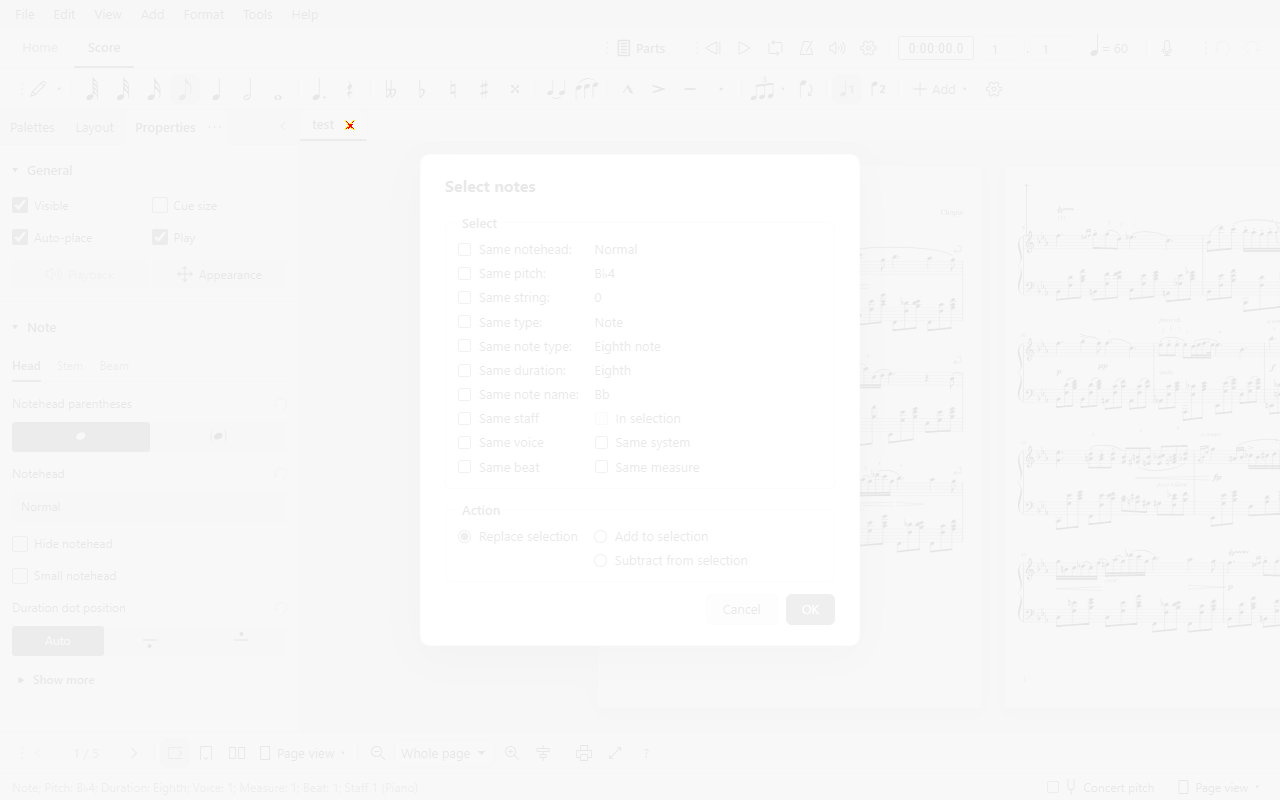 File Edit View Add Format Tools Help
Home Score Parts 0:00:00.0 1 . 1 = 60
1 2 Add
Palettes Layout Properties test
General
Visible Cue size
Auto-place Play
Playback Appearance
Note
Head Stem Beam
Notehead parentheses
Notehead
Normal
Hide notehead
Small notehead
Duration dot position
Auto
Show more
Select notes
Select
Same notehead: Normal
Same pitch: B♭4
Same string: 0
Same type: Note
Same note type: Eighth note
Same duration: Eighth
Same note name: Bb
Same staff In selection
Same voice Same system
Same beat Same measure
Action
Replace selection Add to selection
Subtract from selection
Cancel OK
Chopin
1 / 5 Page view Whole page ?
Note; Pitch: B♭4; Duration: Eighth; Voice: 1; Measure: 1; Beat: 1; Staff 1 (Piano) Concert pitch Page view